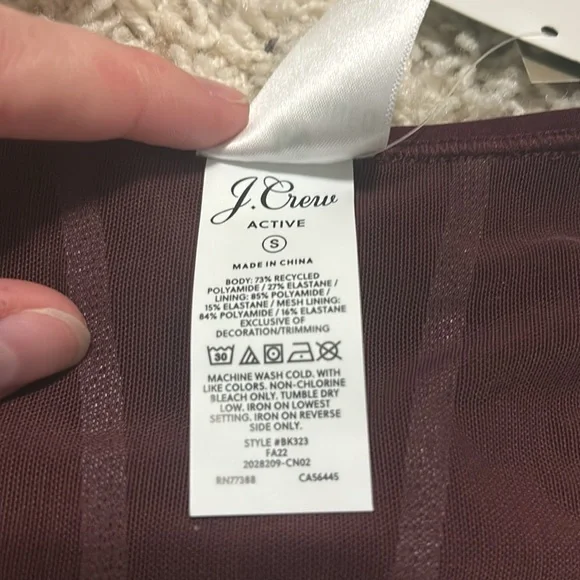 J.Crew
ACTIVE
S
MADE IN CHINA
BODY: 73% RECYCLED
POLYAMIDE / 27% ELASTANE /
LINING: 85% POLYAMIDE /
15% ELASTANE / MESH LINING:
84% POLYAMIDE / 16% ELASTANE
EXCLUSIVE OF
DECORATION/TRIMMING
30
MACHINE WASH COLD. WITH
LIKE COLORS. NON-CHLORINE
BLEACH ONLY. TUMBLE DRY
LOW. IRON ON LOWEST
SETTING. IRON ON REVERSE
SIDE ONLY.
STYLE #BK323
FA22
2028209-CN02
RN77388 CA56445